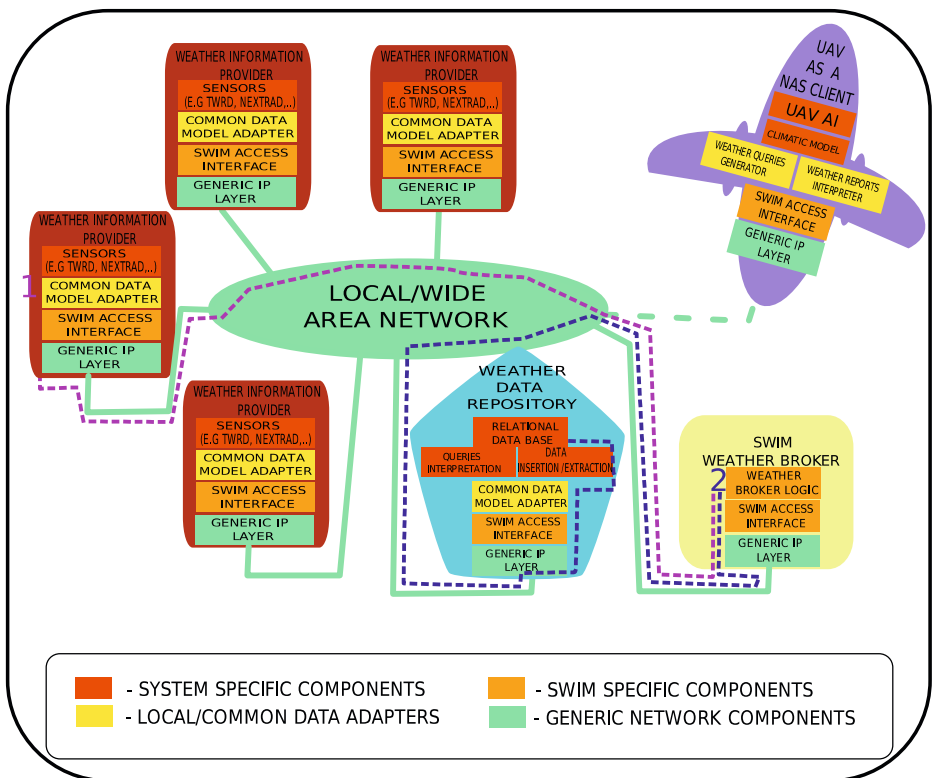 WEATHER INFORMATION
PROVIDER
SENSORS
(E.G TWRD, NEXTRAD,..)
COMMON DATA
MODEL ADAPTER
SWIM ACCESS
INTERFACE
GENERIC IP
LAYER
WEATHER INFORMATION
PROVIDER
SENSORS
(E.G TWRD, NEXTRAD,..)
COMMON DATA
MODEL ADAPTER
SWIM ACCESS
INTERFACE
GENERIC IP
LAYER
UAV
AS A
NAS CLIENT
UAV AI
CLIMATIC MODEL
WEATHER QUERIES
GENERATOR
WEATHER REPORTS
INTERPRETER
SWIM ACCESS
INTERFACE
GENERIC IP
LAYER
WEATHER INFORMATION
PROVIDER
1
SENSORS
(E.G TWRD, NEXTRAD,..)
COMMON DATA
MODEL ADAPTER
SWIM ACCESS
INTERFACE
GENERIC IP
LAYER
LOCAL/WIDE
AREA NETWORK
WEATHER INFORMATION
PROVIDER
SENSORS
(E.G TWRD, NEXTRAD,..)
COMMON DATA
MODEL ADAPTER
SWIM ACCESS
INTERFACE
GENERIC IP
LAYER
WEATHER
DATA
REPOSITORY
RELATIONAL
DATA BASE
QUERIES
INTERPRETATION
DATA
INSERTION/EXTRACTION
COMMON DATA
MODEL ADAPTER
SWIM ACCESS
INTERFACE
GENERIC IP
LAYER
SWIM
WEATHER BROKER
2
WEATHER
BROKER LOGIC
SWIM ACCESS
INTERFACE
GENERIC IP
LAYER
- SYSTEM SPECIFIC COMPONENTS
- LOCAL/COMMON DATA ADAPTERS
- SWIM SPECIFIC COMPONENTS
- GENERIC NETWORK COMPONENTS